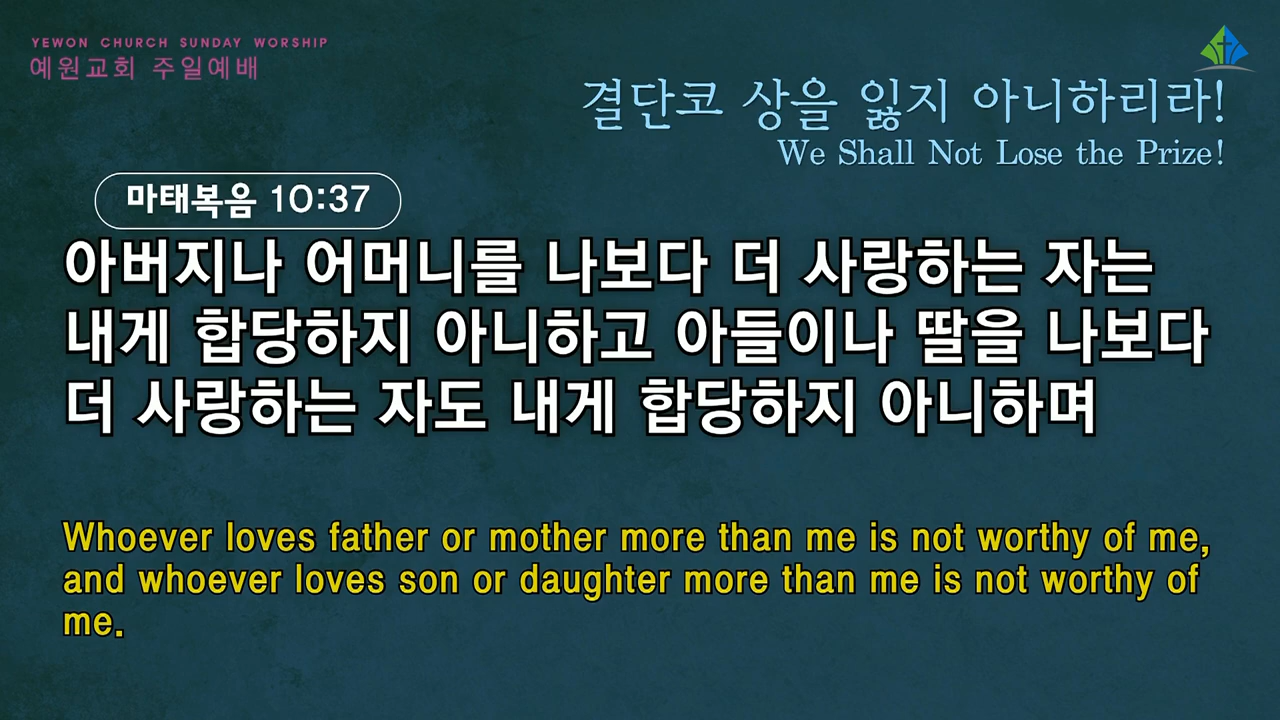 YEWON CHURCH SUNDAY WORSHIP
예원교회 주일예배
결단코 상을 잃지 아니하리라!
We Shall Not Lose the Prize!
마태복음 10:37
아버지나 어머니를 나보다 더 사랑하는 자는
내게 합당하지 아니하고 아들이나 딸을 나보다
더 사랑하는 자도 내게 합당하지 아니하며
Whoever loves father or mother more than me is not worthy of me,
and whoever loves son or daughter more than me is not worthy of
me.